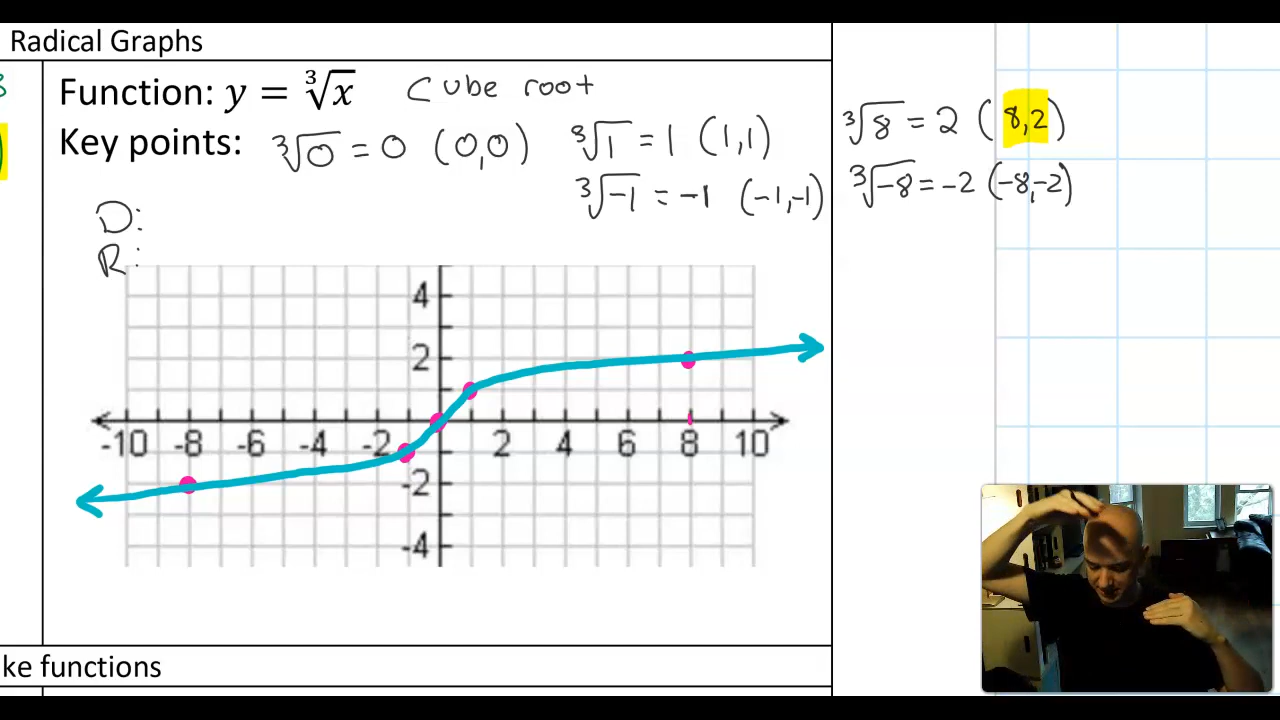 Radical Graphs
Function: y = ∛x cube root
Key points: ∛0 = 0 (0,0) ∛1 = 1 (1,1)
∛-1 = -1 (-1,-1)
∛8 = 2 (8,2)
∛-8 = -2 (-8,-2)
D:
R:
4
2
-10 -8 -6 -4 -2 2 4 6 8 10
-2
-4
ke functions